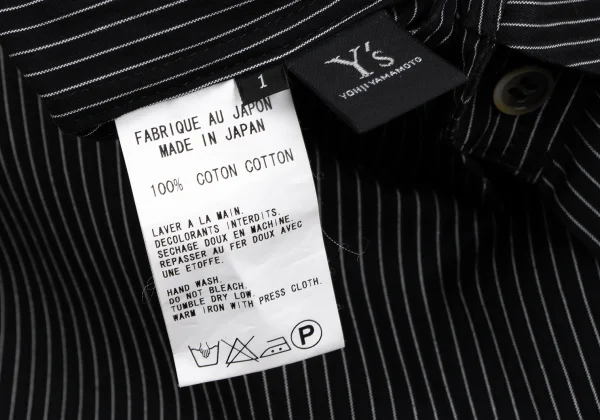 Y's
YOHJI YAMAMOTO
1
FABRIQUE AU JAPON
MADE IN JAPAN
100% COTON COTTON
LAVER A LA MAIN.
DECOLORANTS INTERDITS.
SECHAGE DOUX EN MACHINE.
REPASSER AU FER DOUX AVEC
UNE ETOFFE.
HAND WASH.
DO NOT BLEACH.
TUMBLE DRY LOW.
WARM IRON WITH PRESS CLOTH.
P